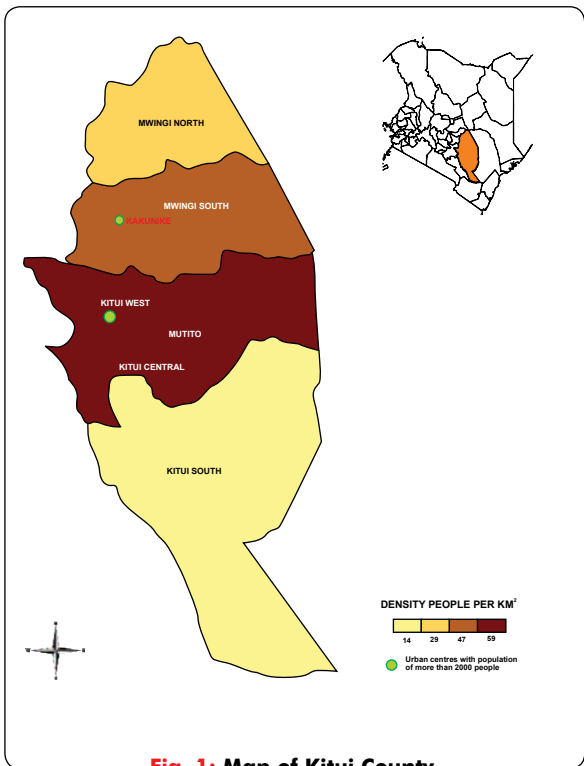 MWINGI NORTH
MWINGI SOUTH
KAKUNIKE
KITUI WEST
MUTITO
KITUI CENTRAL
KITUI SOUTH
DENSITY PEOPLE PER KM²
14 29 47 59
Urban centres with population
of more than 2000 people
Fig. 1: Map of Kitui County